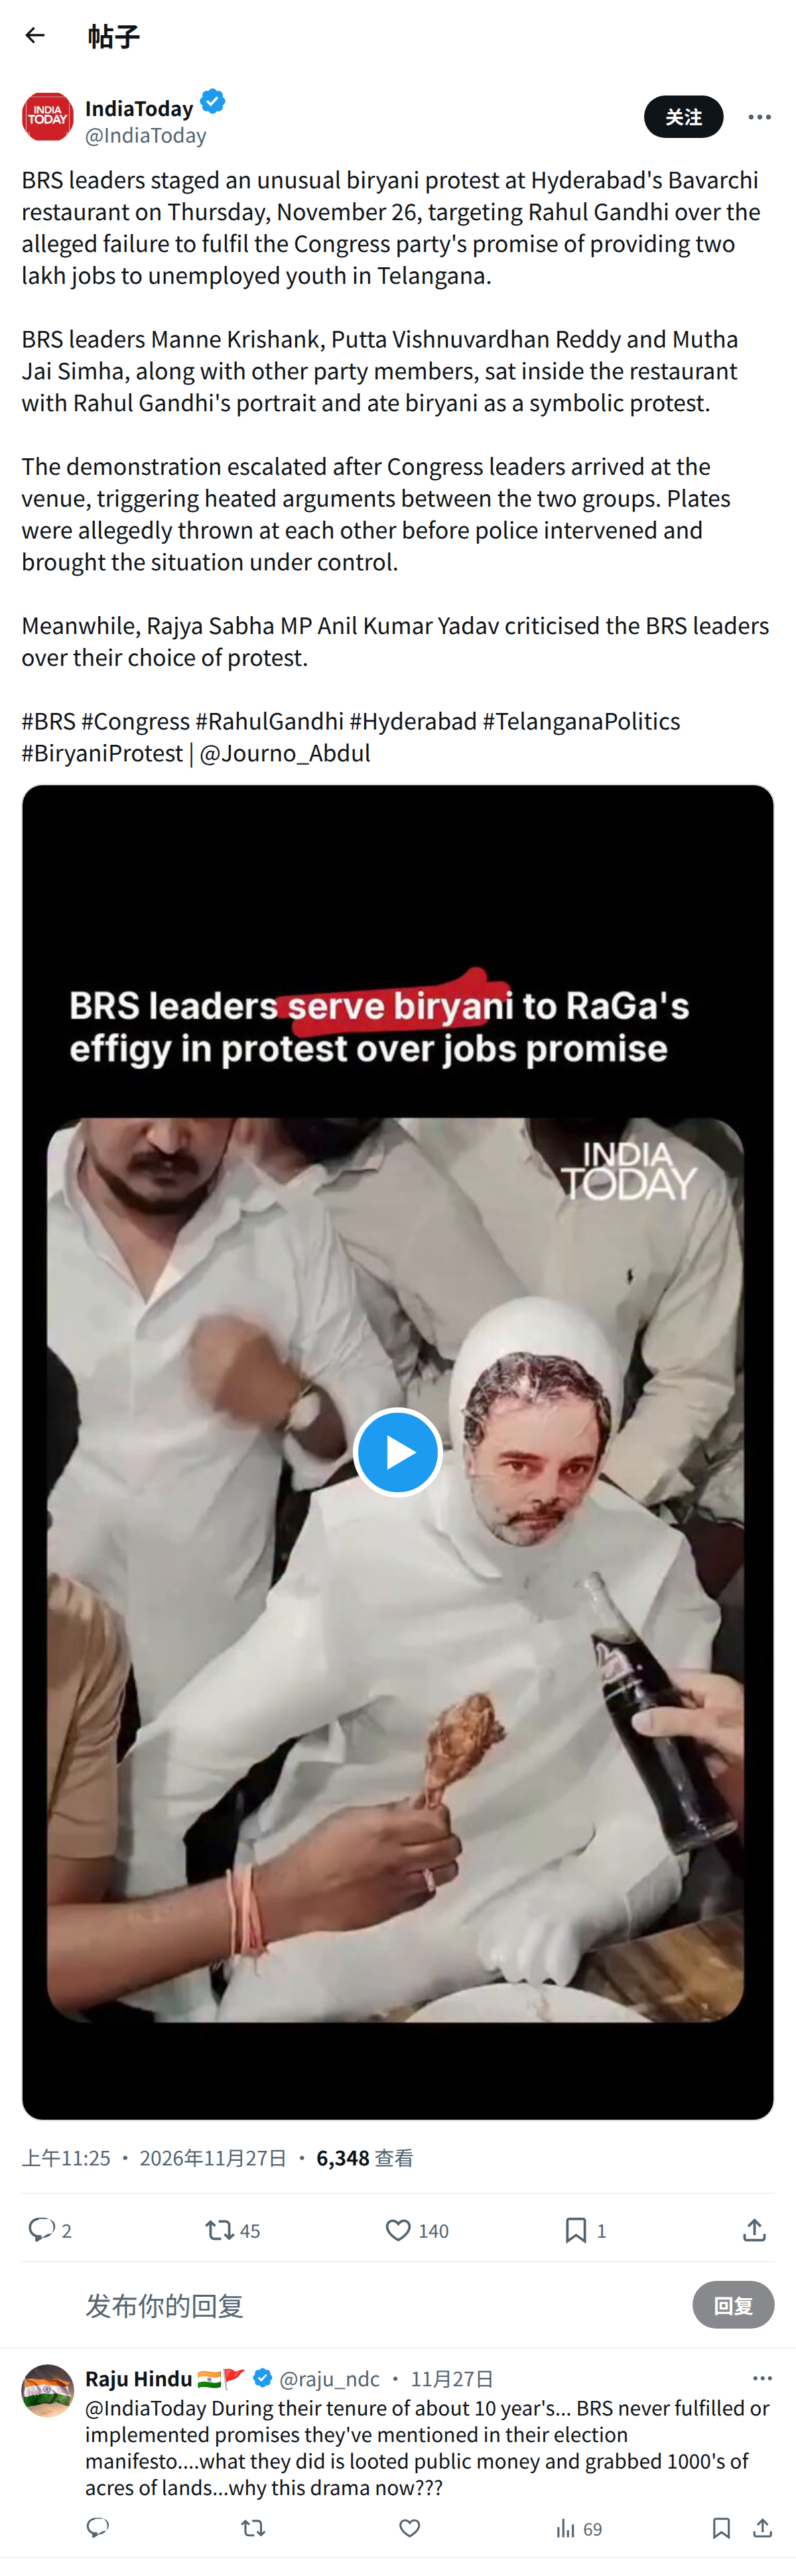 帖子
INDIA
TODAY
IndiaToday
@IndiaToday
关注
BRS leaders staged an unusual biryani protest at Hyderabad's Bavarchi
restaurant on Thursday, November 26, targeting Rahul Gandhi over the
alleged failure to fulfil the Congress party's promise of providing two
lakh jobs to unemployed youth in Telangana.
BRS leaders Manne Krishank, Putta Vishnuvardhan Reddy and Mutha
Jai Simha, along with other party members, sat inside the restaurant
with Rahul Gandhi's portrait and ate biryani as a symbolic protest.
The demonstration escalated after Congress leaders arrived at the
venue, triggering heated arguments between the two groups. Plates
were allegedly thrown at each other before police intervened and
brought the situation under control.
Meanwhile, Rajya Sabha MP Anil Kumar Yadav criticised the BRS leaders
over their choice of protest.
#BRS #Congress #RahulGandhi #Hyderabad #TelanganaPolitics
#BiryaniProtest | @Journo_Abdul
BRS leaders serve biryani to RaGa's
effigy in protest over jobs promise
INDIA
TODAY
上午11:25 · 2026年11月27日 · 6,348 查看
2 45 140 1
发布你的回复
回复
Raju Hindu 🇮🇳🚩 @raju_ndc · 11月27日
@IndiaToday During their tenure of about 10 year's... BRS never fulfilled or
implemented promises they've mentioned in their election
manifesto....what they did is looted public money and grabbed 1000's of
acres of lands...why this drama now???
69